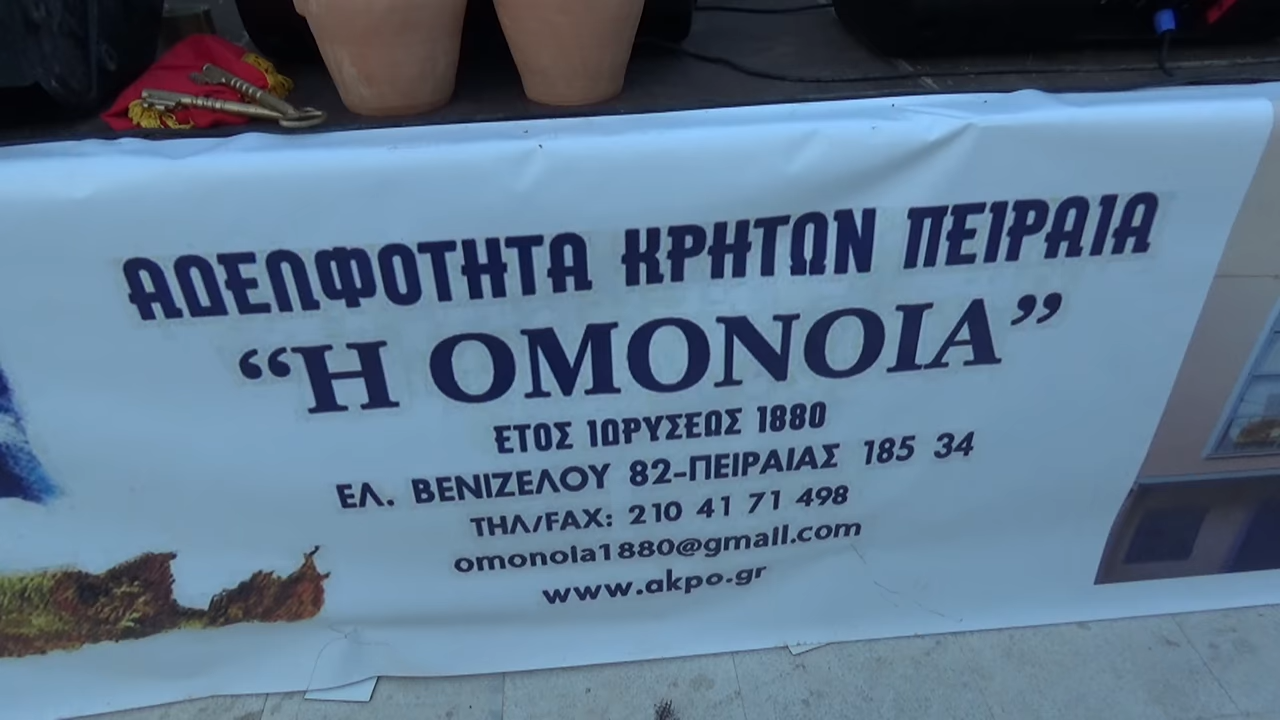 ΑΔΕΛΦΟΤΗΤΑ ΚΡΗΤΩΝ ΠΕΙΡΑΙΑ
“Η ΟΜΟΝΟΙΑ”
ΕΤΟΣ ΙΔΡΥΣΕΩΣ 1880
ΕΛ. ΒΕΝΙΖΕΛΟΥ 82-ΠΕΙΡΑΙΑΣ 185 34
ΤΗΛ/FAX: 210 41 71 498
omonoia1880@gmail.com
www.akpo.gr